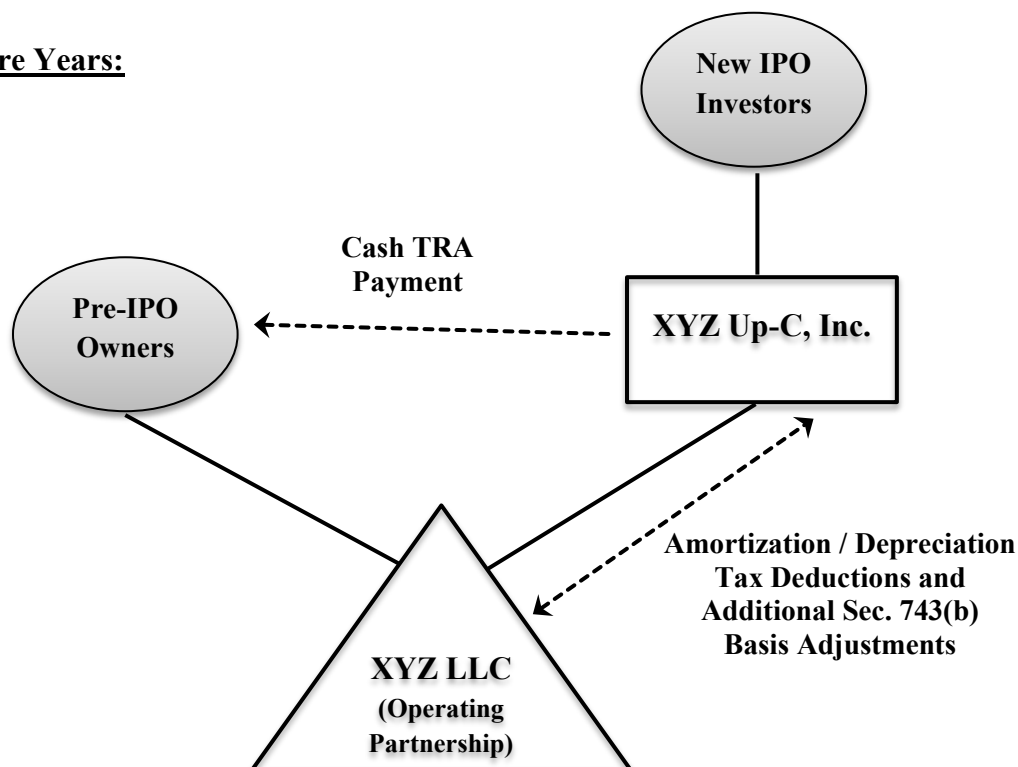 re Years:
New IPO
Investors
Cash TRA
Payment
Pre-IPO
Owners
XYZ Up-C, Inc.
Amortization / Depreciation
Tax Deductions and
Additional Sec. 743(b)
Basis Adjustments
XYZ LLC
(Operating
Partnership)